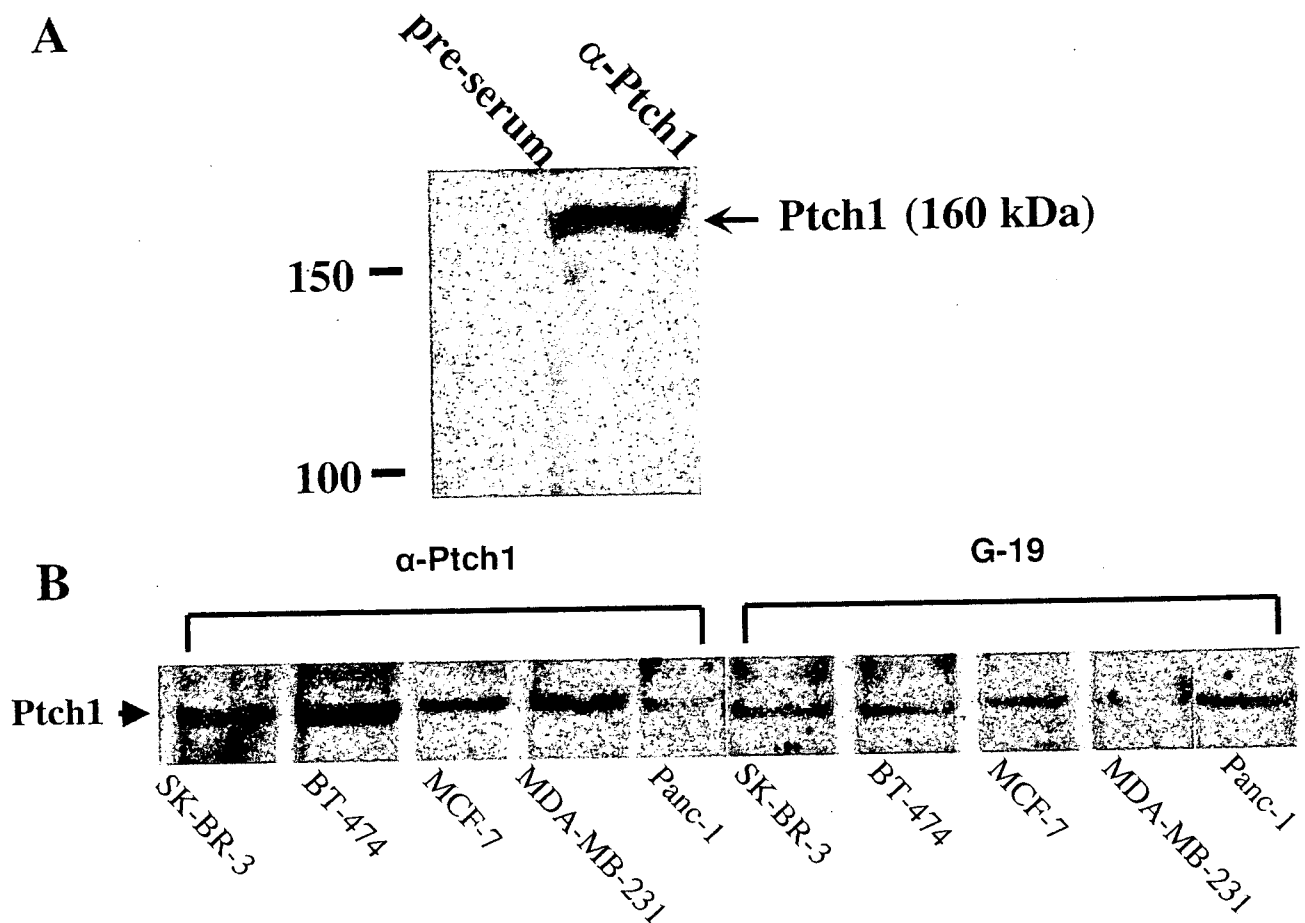 A
pre-serum
α-Ptch1
Ptch1 (160 kDa)
150
100
B
α-Ptch1
G-19
Ptch1
SK-BR-3
BT-474
MCF-7
MDA-MB-231
Panc-1
SK-BR-3
BT-474
MCF-7
MDA-MB-231
Panc-1